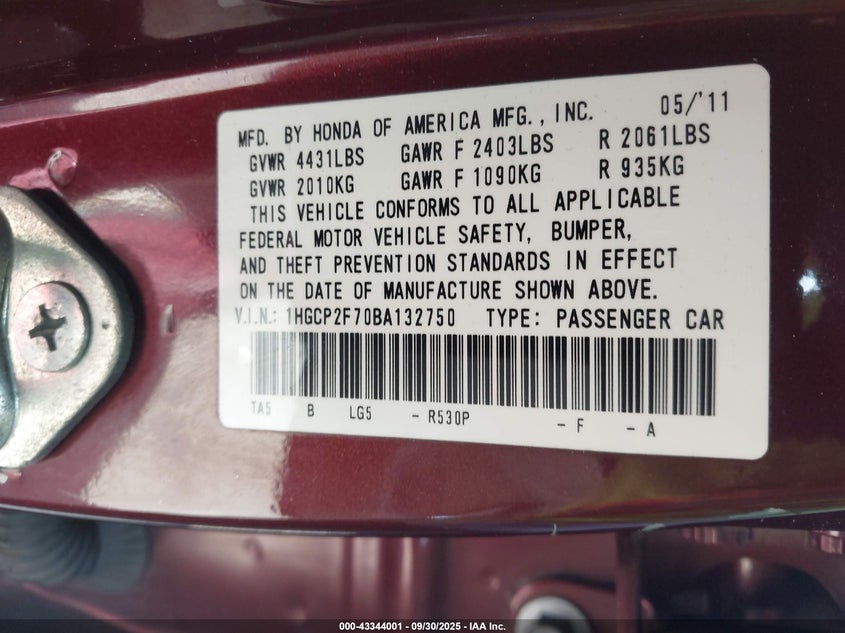 MFD. BY HONDA OF AMERICA MFG., INC. 05/'11
GVWR 4431LBS GAWR F 2403LBS R 2061LBS
GVWR 2010KG GAWR F 1090KG R 935KG
THIS VEHICLE CONFORMS TO ALL APPLICABLE
FEDERAL MOTOR VEHICLE SAFETY, BUMPER,
AND THEFT PREVENTION STANDARDS IN EFFECT
ON THE DATE OF MANUFACTURE SHOWN ABOVE.
V.I.N.: 1HGCP2F70BA132750 TYPE: PASSENGER CAR
TA5 B LG5 - R530P - F - A
000-43344001 - 09/30/2025 - IAA Inc.